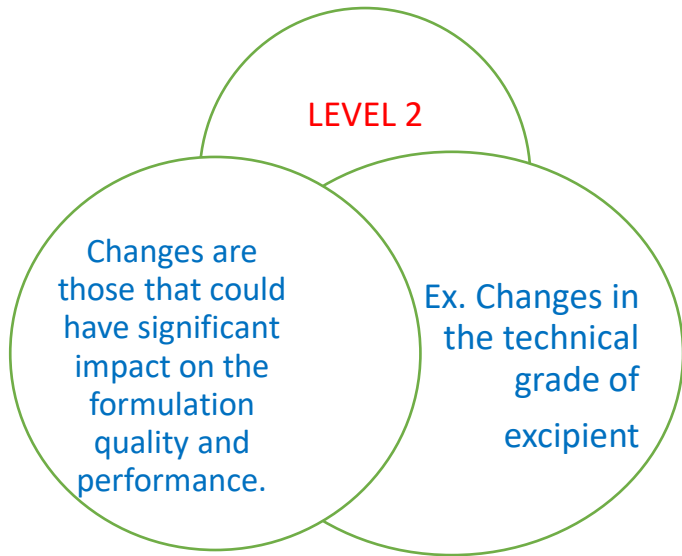 LEVEL 2
Changes are
those that could
have significant
impact on the
formulation
quality and
performance.
Ex. Changes in
the technical
grade of
excipient